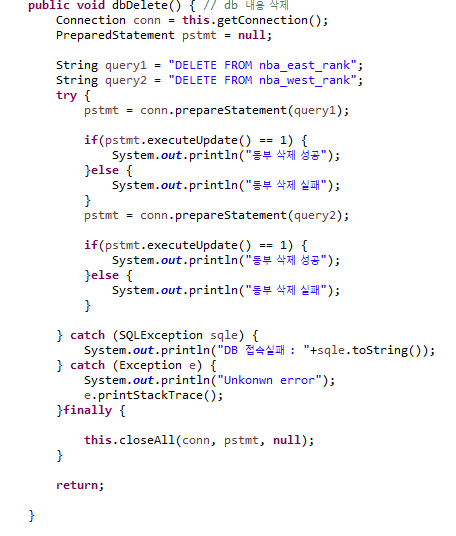 public void dbDelete() { // db 내용 삭제
    Connection conn = this.getConnection();
    PreparedStatement pstmt = null;

    String query1 = "DELETE FROM nba_east_rank";
    String query2 = "DELETE FROM nba_west_rank";
    try {
        pstmt = conn.prepareStatement(query1);

        if(pstmt.executeUpdate() == 1) {
            System.out.println("동부 삭제 성공");
        }else {
            System.out.println("동부 삭제 실패");
        }
        pstmt = conn.prepareStatement(query2);

        if(pstmt.executeUpdate() == 1) {
            System.out.println("동부 삭제 성공");
        }else {
            System.out.println("동부 삭제 실패");
        }

    } catch (SQLException sqle) {
        System.out.println("DB 접속실패 : "+sqle.toString());
    } catch (Exception e) {
        System.out.println("Unkonwn error");
        e.printStackTrace();
    }finally {

        this.closeAll(conn, pstmt, null);
    }

    return;

}